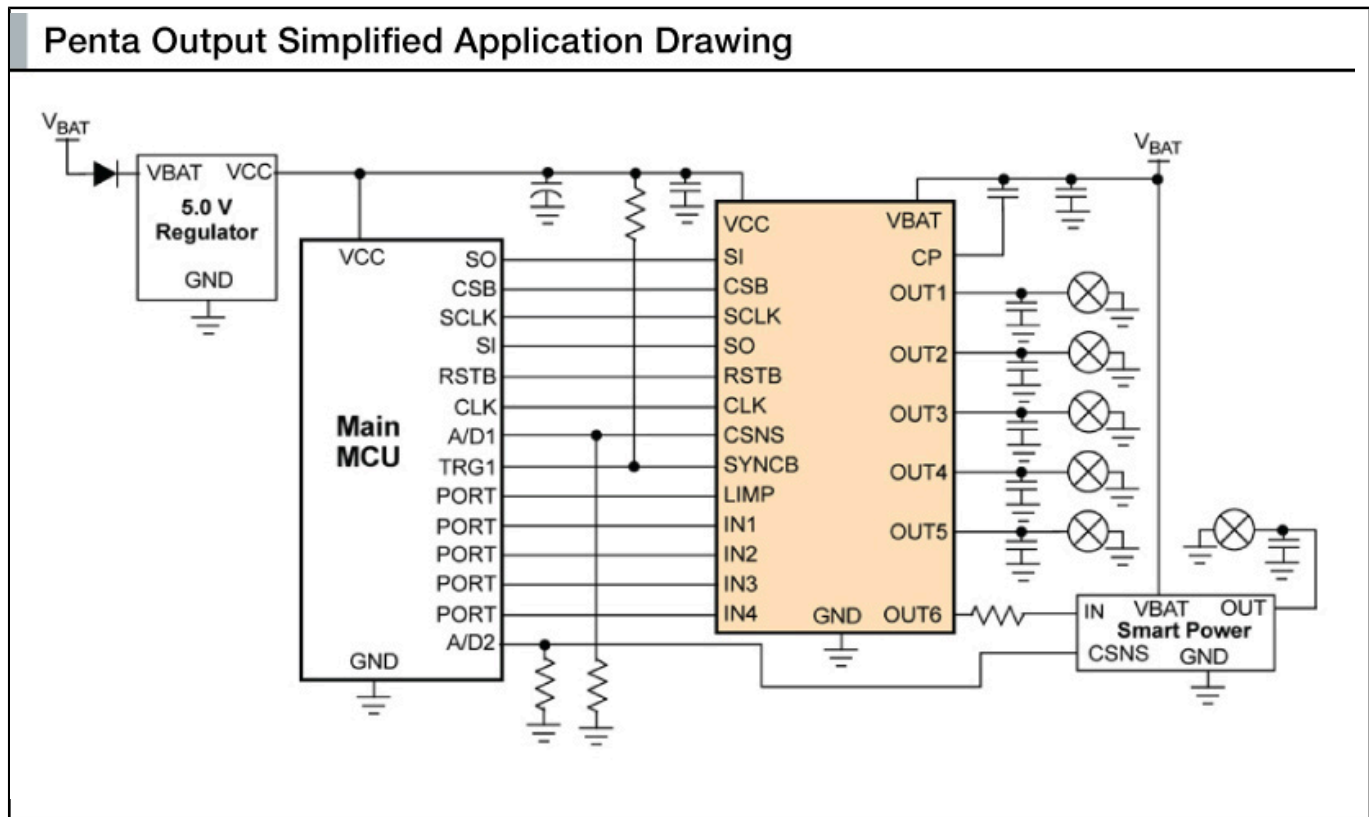 Penta Output Simplified Application Drawing
VBAT
VBAT VCC
5.0 V
Regulator
GND
VCC
SO
CSB
SCLK
SI
RSTB
CLK
A/D1
TRG1
PORT
PORT
PORT
PORT
PORT
A/D2
Main
MCU
GND
VCC
SI
CSB
SCLK
SO
RSTB
CLK
CSNS
SYNCB
LIMP
IN1
IN2
IN3
IN4
GND
VBAT
CP
OUT1
OUT2
OUT3
OUT4
OUT5
OUT6
VBAT
IN VBAT OUT
Smart Power
CSNS GND